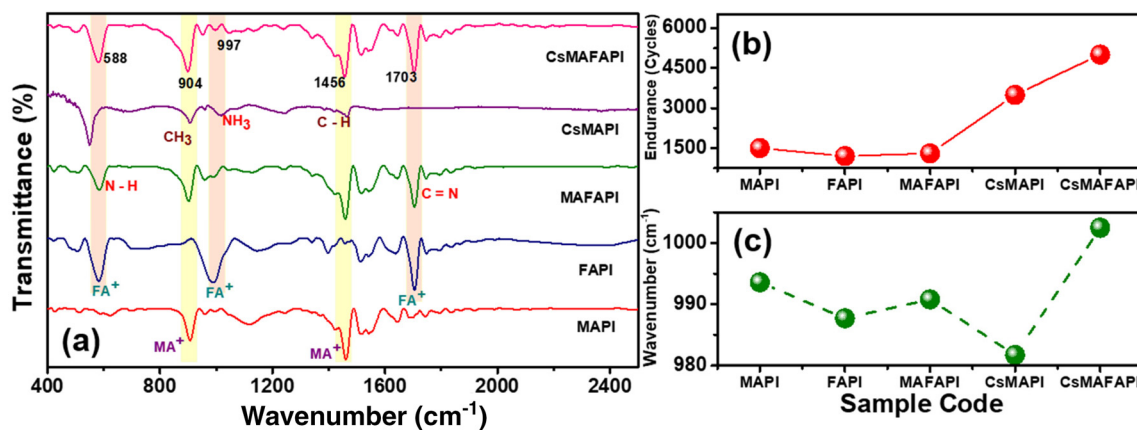 Transmittance (%)
588
997
CsMAFAPI
904
1456
1703
CH3
NH3
C - H
CsMAPI
N - H
MAFAPI
C = N
FAPI
FA+
FA+
FA+
MAPI
(a)
MA+
MA+
400 800 1200 1600 2000 2400
Wavenumber (cm-1)
Endurance (Cycles)
6000
4500
3000
1500
(b)
MAPI FAPI MAFAPI CsMAPI CsMAFAPI
Wavenumber (cm-1)
1000
990
980
(c)
MAPI FAPI MAFAPI CsMAPI CsMAFAPI
Sample Code